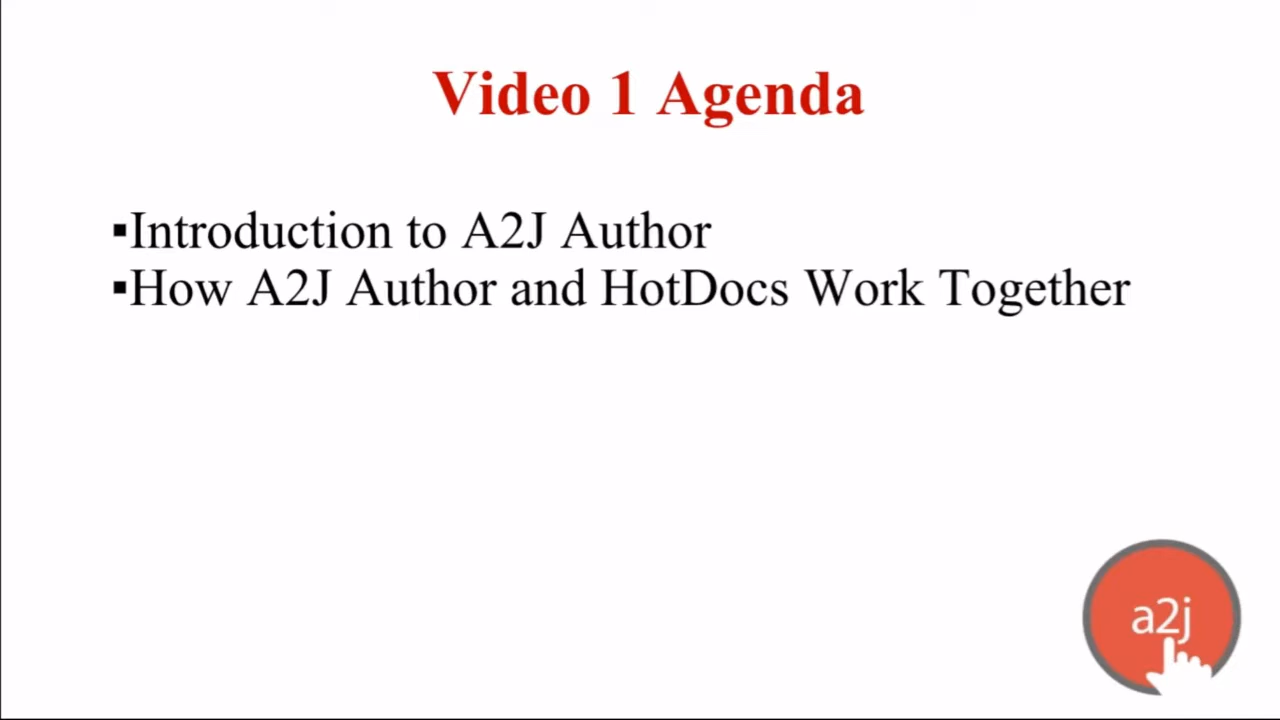 Video 1 Agenda
▪Introduction to A2J Author
▪How A2J Author and HotDocs Work Together
a2j